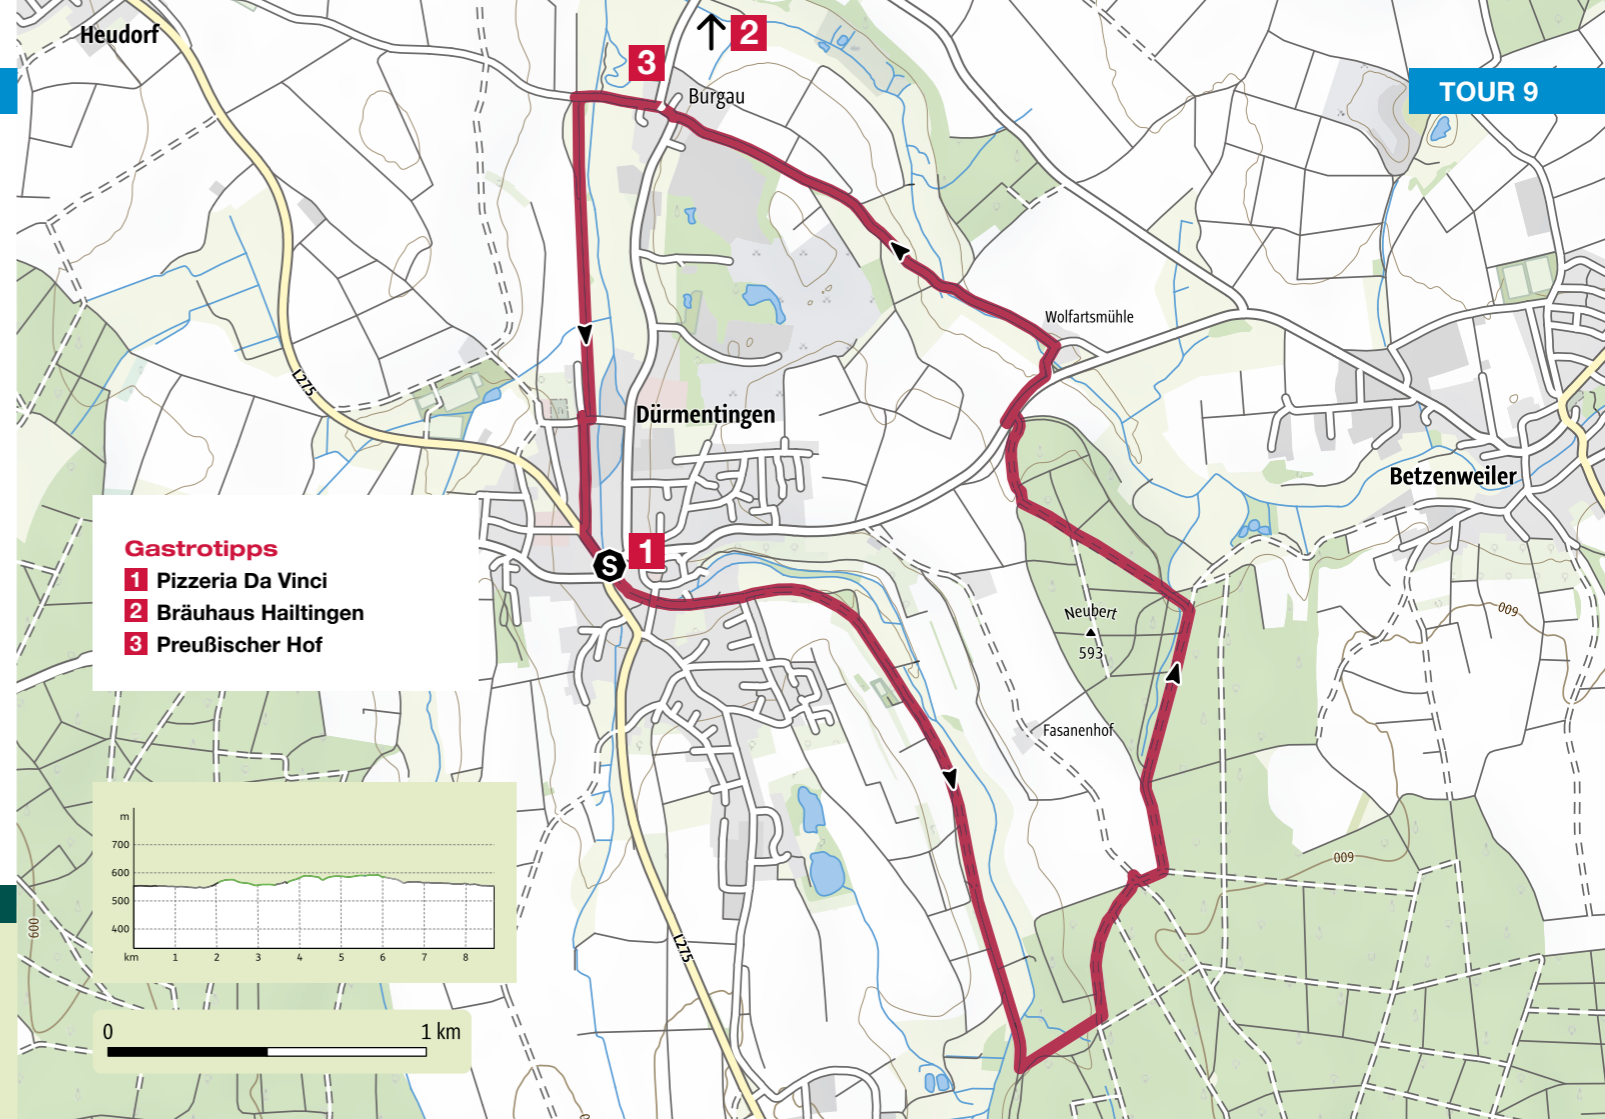 Heudorf
2
3
Burgau
TOUR 9
Wolfartsmühle
L275
Dürmentingen
Betzenweiler
Gastrotipps
1 Pizzeria Da Vinci
2 Bräuhaus Hailtingen
3 Preußischer Hof
S
1
Neubert
593
600
Fasanenhof
600
600
L275
m
700
600
500
400
km 1 2 3 4 5 6 7 8
0 1 km